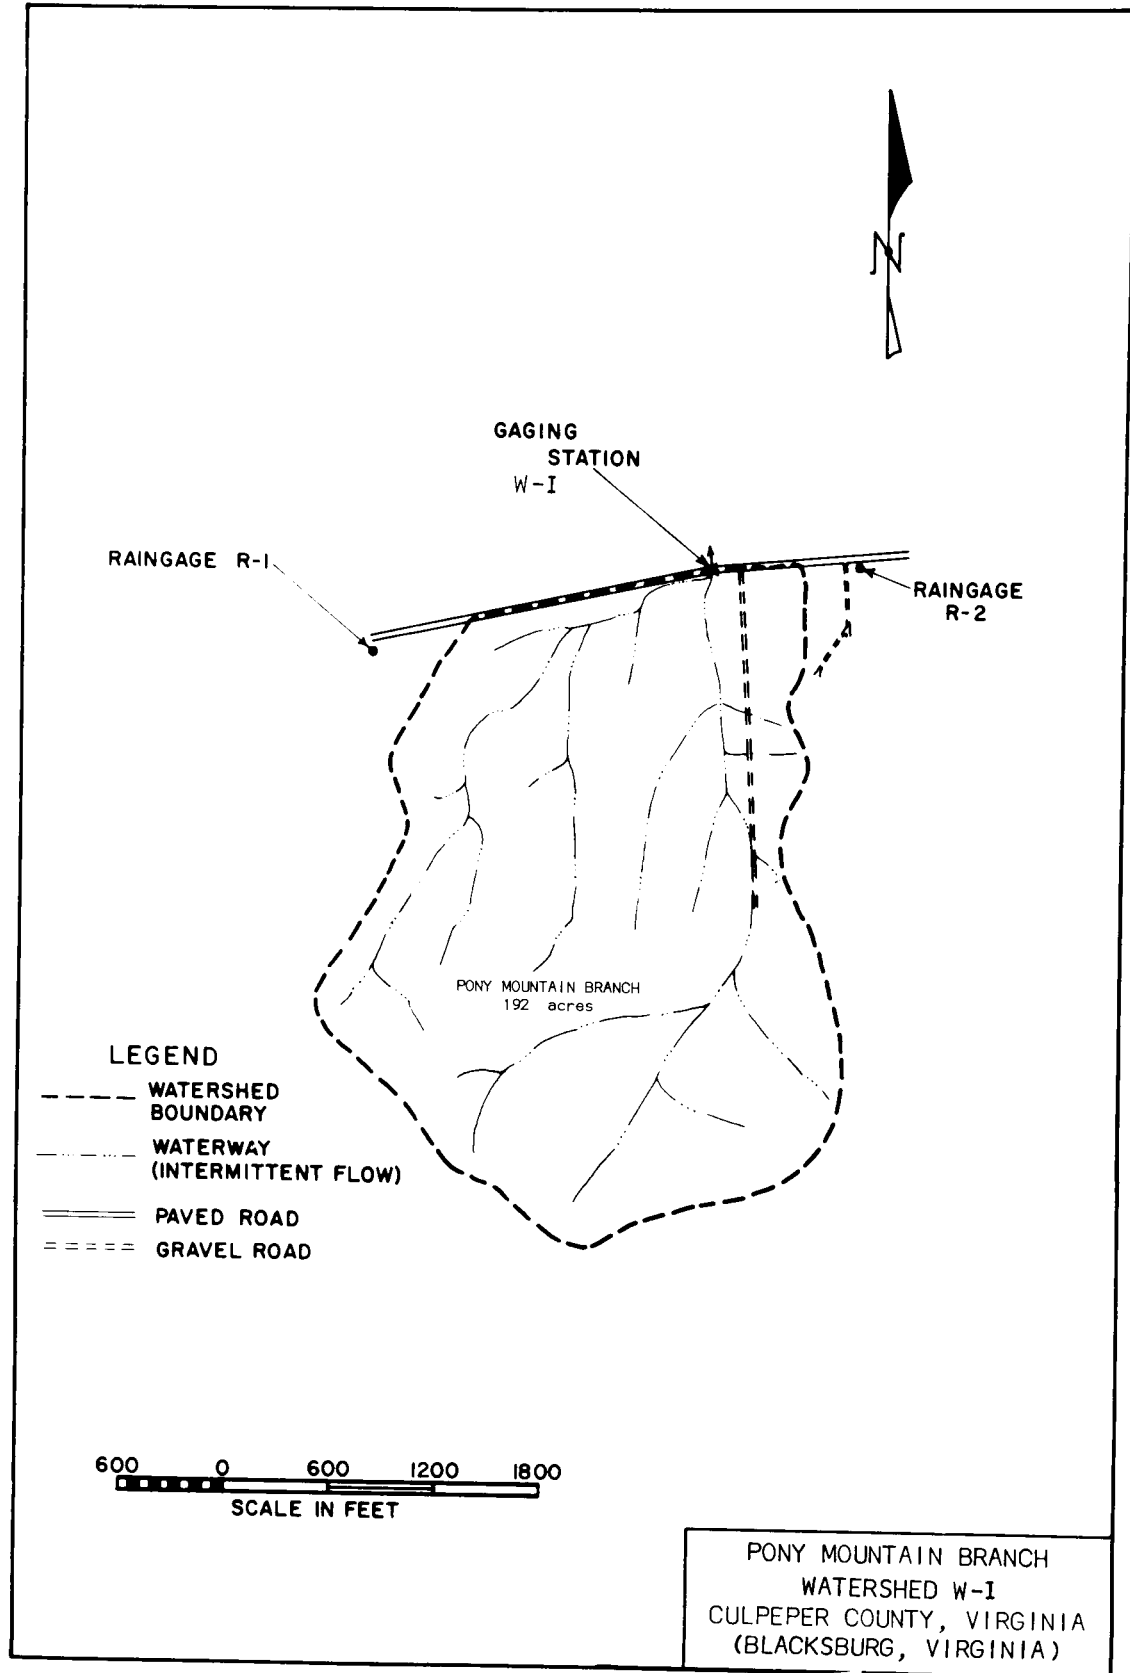 N
GAGING
STATION
W-I
RAINGAGE R-1
RAINGAGE
R-2
PONY MOUNTAIN BRANCH
192 acres
LEGEND
WATERSHED
BOUNDARY
WATERWAY
(INTERMITTENT FLOW)
PAVED ROAD
GRAVEL ROAD
600 0 600 1200 1800
SCALE IN FEET
PONY MOUNTAIN BRANCH
WATERSHED W-I
CULPEPER COUNTY, VIRGINIA
(BLACKSBURG, VIRGINIA)